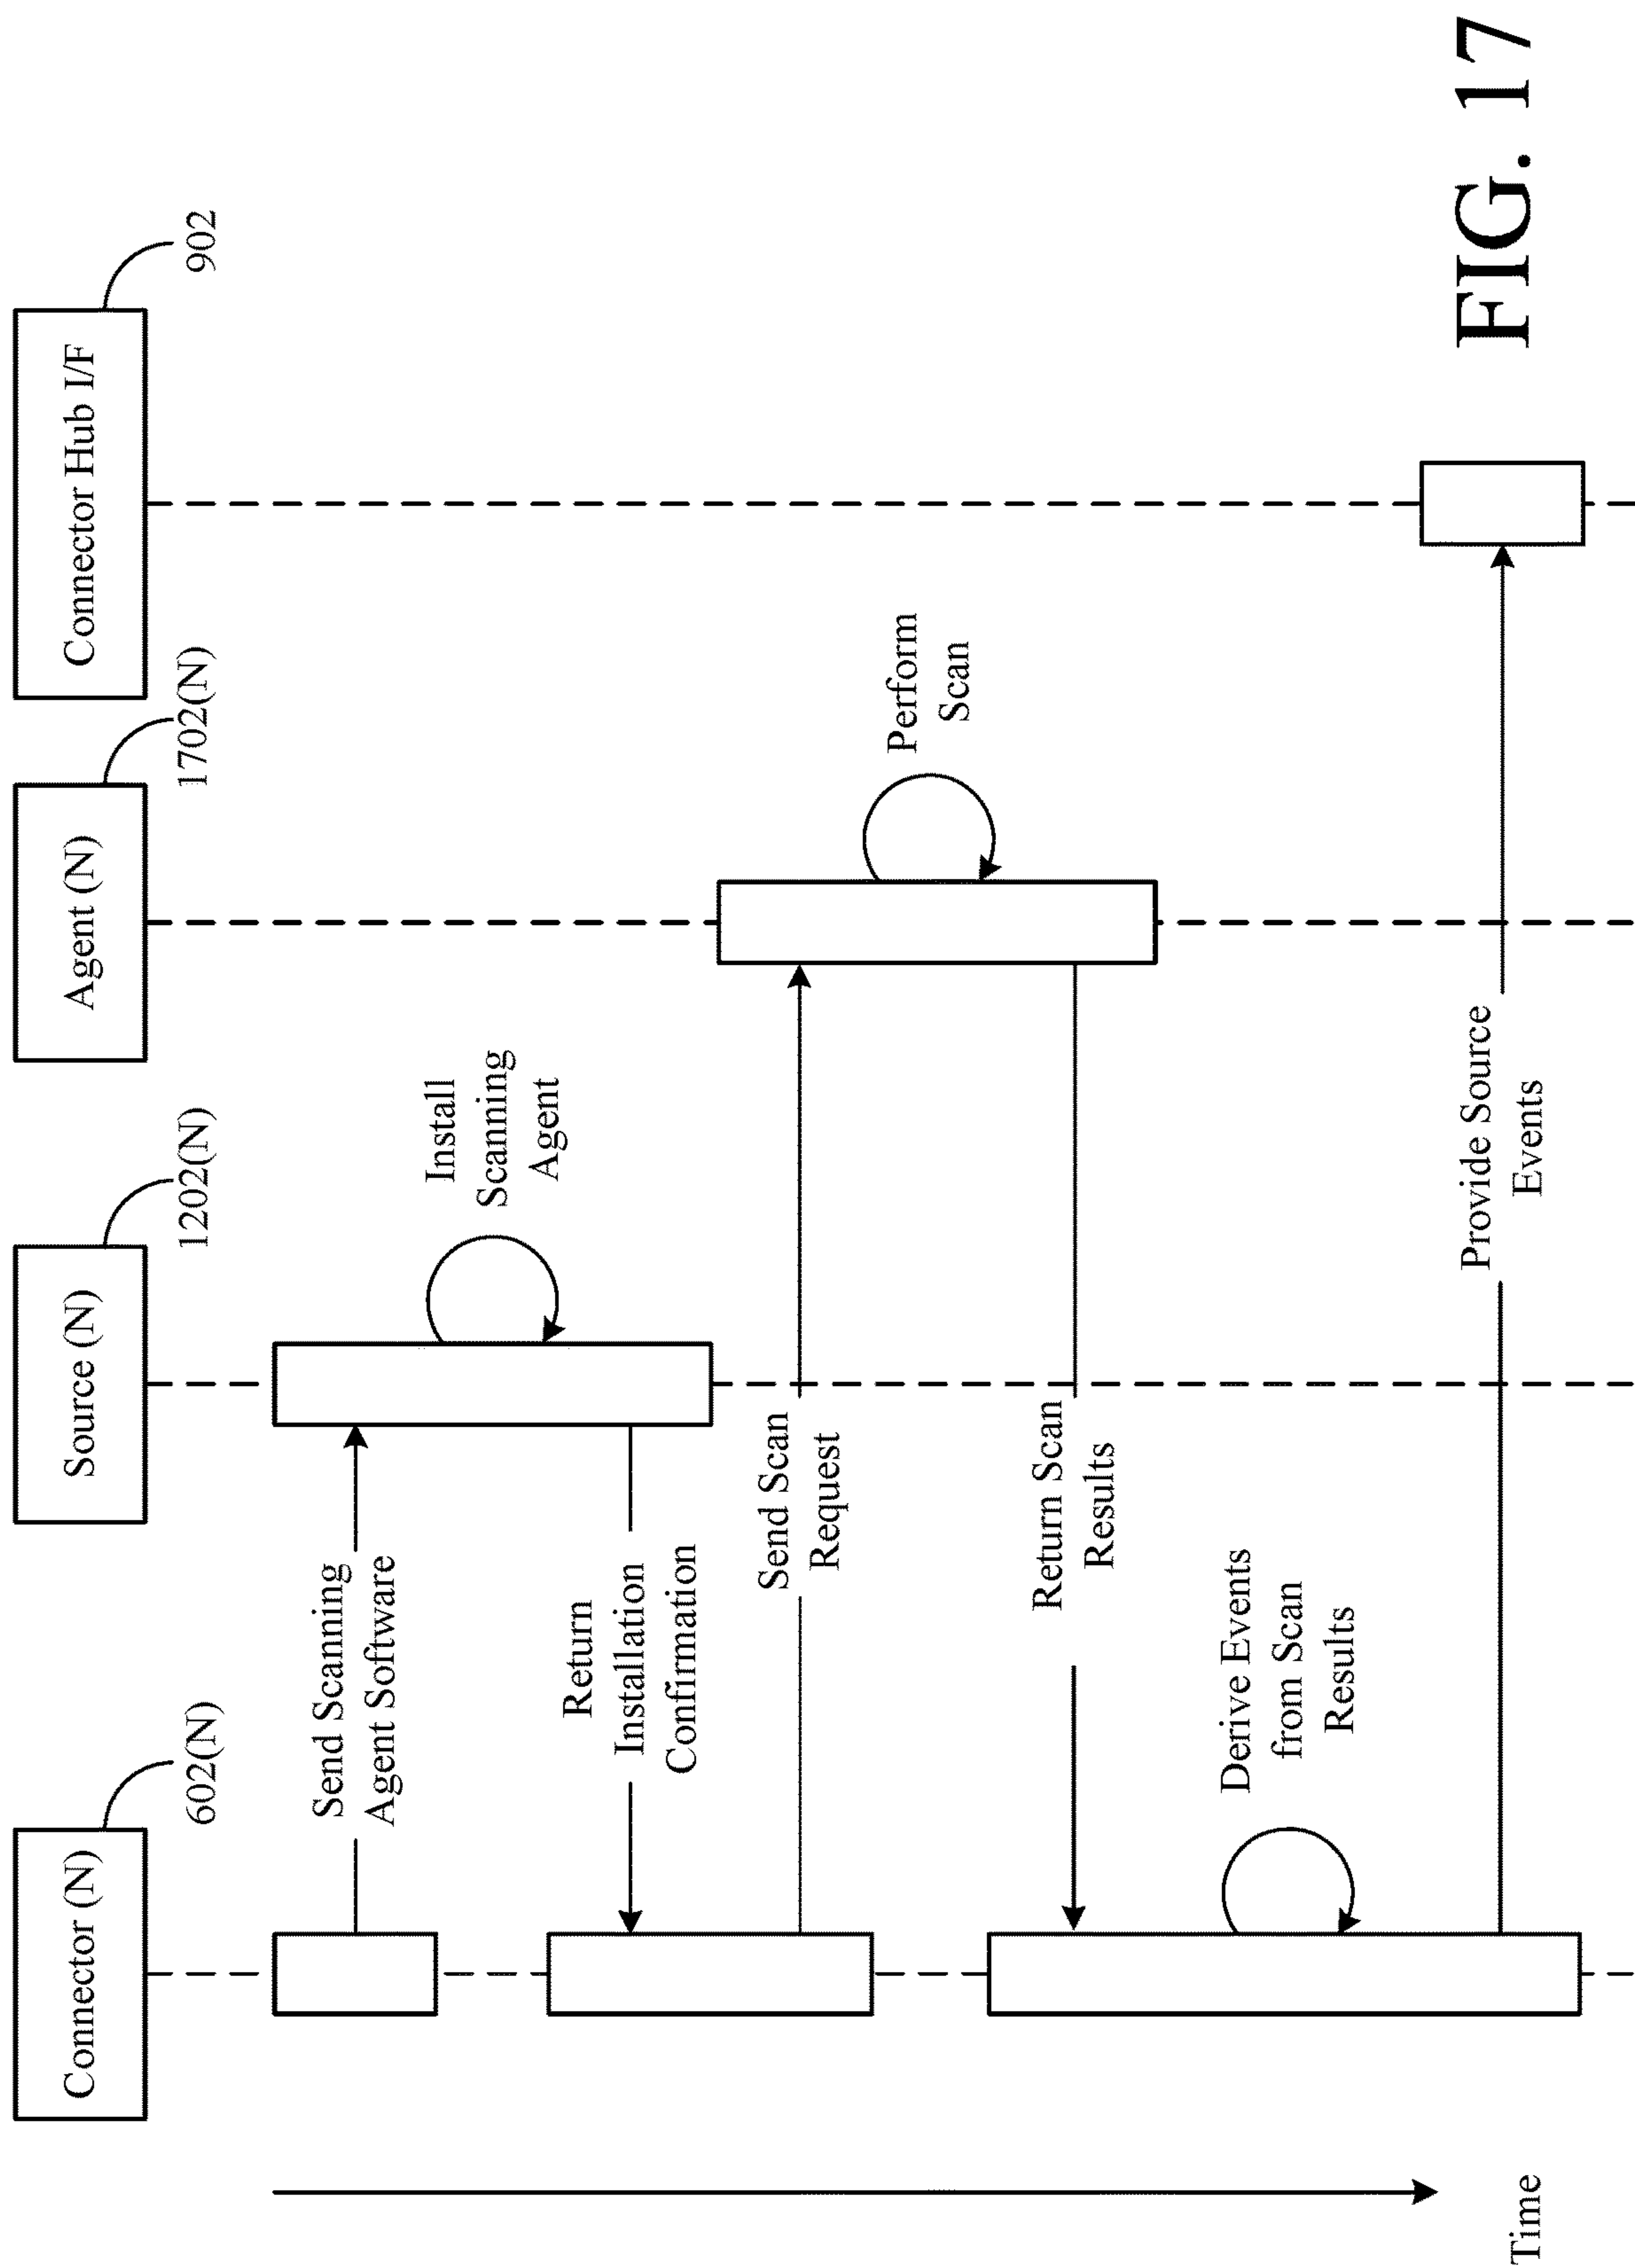 Connector (N)
602(N)
Source (N)
1202(N)
Agent (N)
1702(N)
Connector Hub I/F
902
Send Scanning
Agent Software
Install
Scanning
Agent
Return
Installation
Confirmation
Send Scan
Request
Perform
Scan
Return Scan
Results
Derive Events
from Scan
Results
Provide Source
Events
Time
FIG. 17